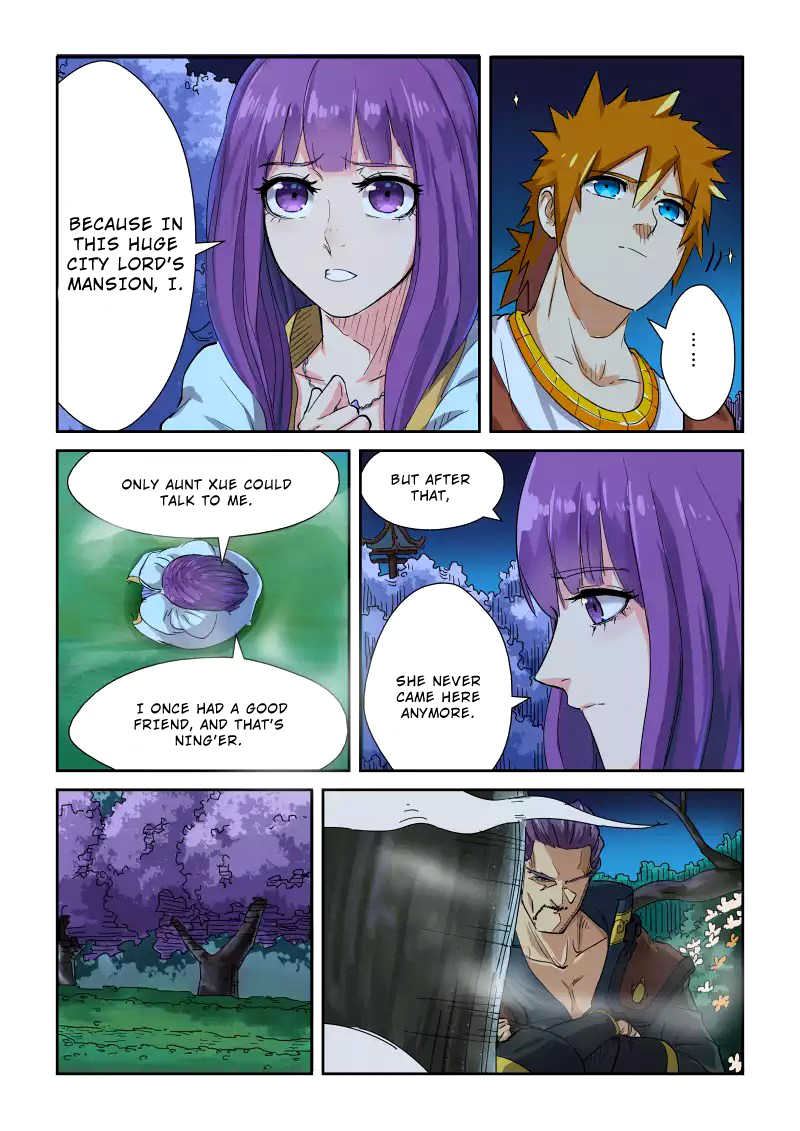 BECAUSE IN
THIS HUGE
CITY LORD'S
MANSION, I.
......
ONLY AUNT XUE COULD
TALK TO ME.
I ONCE HAD A GOOD
FRIEND, AND THAT'S
NING'ER.
BUT AFTER
THAT,
SHE NEVER
CAME HERE
ANYMORE.